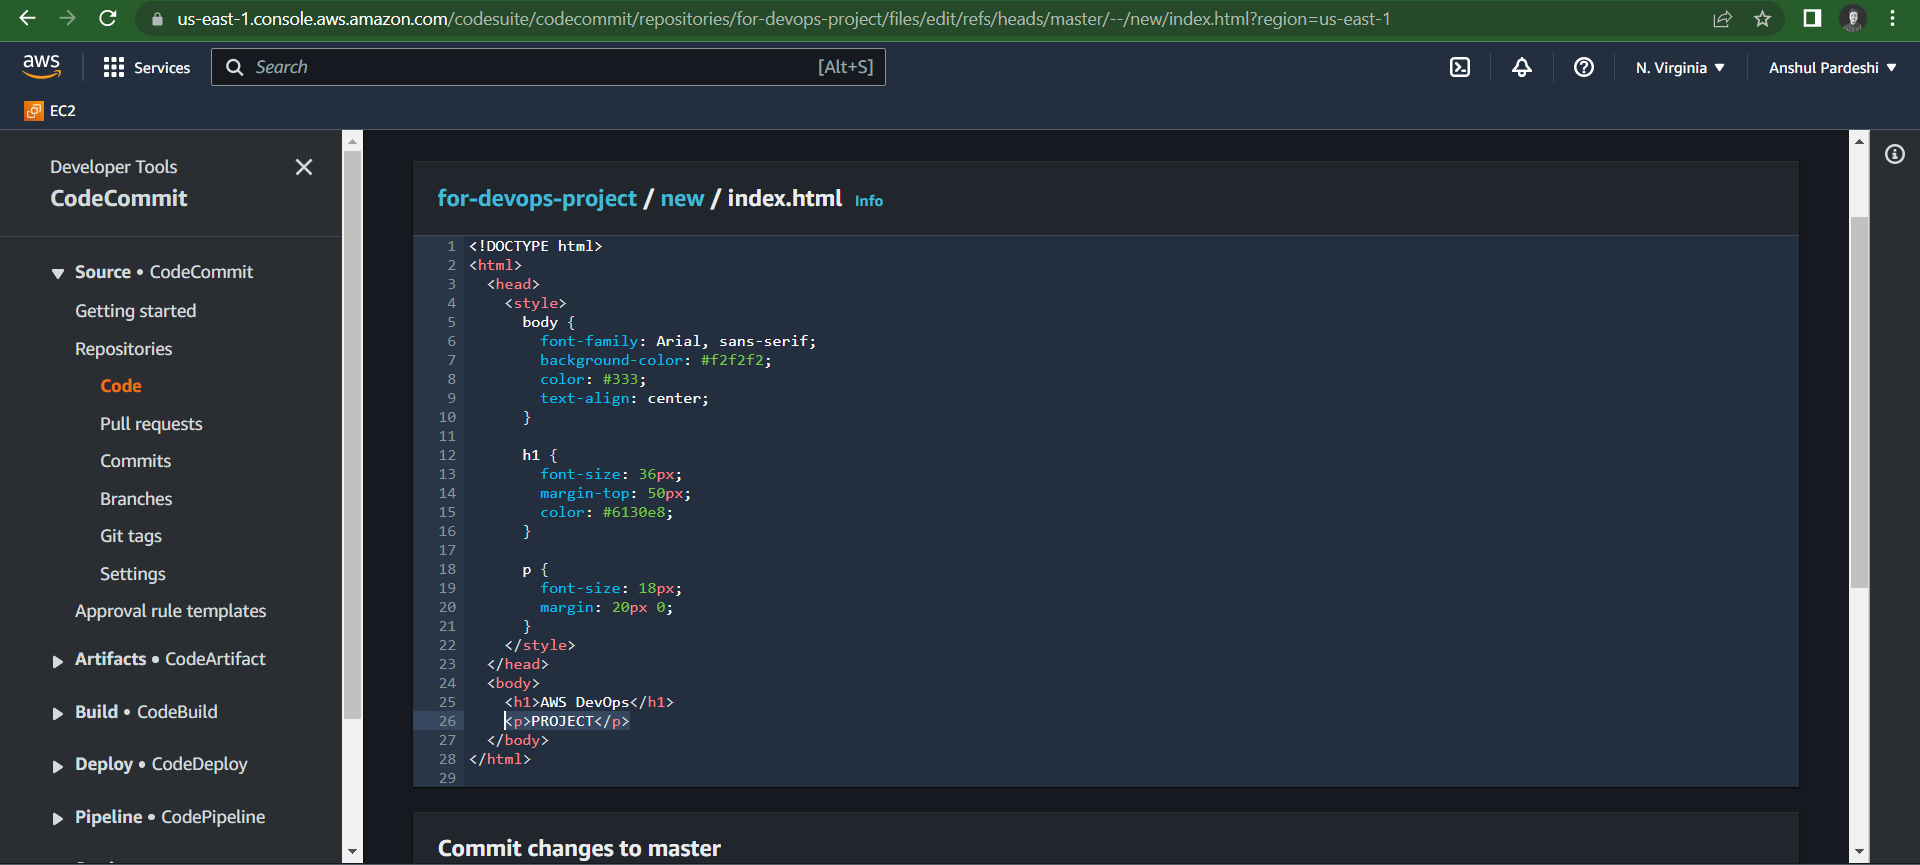 us-east-1.console.aws.amazon.com/codesuite/codecommit/repositories/for-devops-project/files/edit/refs/heads/master/--/new/index.html?region=us-east-1
aws
Services
Search
[Alt+S]
N. Virginia
Anshul Pardeshi
EC2
Developer Tools
CodeCommit
Source • CodeCommit
Getting started
Repositories
Code
Pull requests
Commits
Branches
Git tags
Settings
Approval rule templates
Artifacts • CodeArtifact
Build • CodeBuild
Deploy • CodeDeploy
Pipeline • CodePipeline
for-devops-project / new / index.html Info
1 <!DOCTYPE html>
2 <html>
3 <head>
4 <style>
5 body {
6 font-family: Arial, sans-serif;
7 background-color: #f2f2f2;
8 color: #333;
9 text-align: center;
10 }
11
12 h1 {
13 font-size: 36px;
14 margin-top: 50px;
15 color: #6130e8;
16 }
17
18 p {
19 font-size: 18px;
20 margin: 20px 0;
21 }
22 </style>
23 </head>
24 <body>
25 <h1>AWS DevOps</h1>
26 <p>PROJECT</p>
27 </body>
28 </html>
29
Commit changes to master